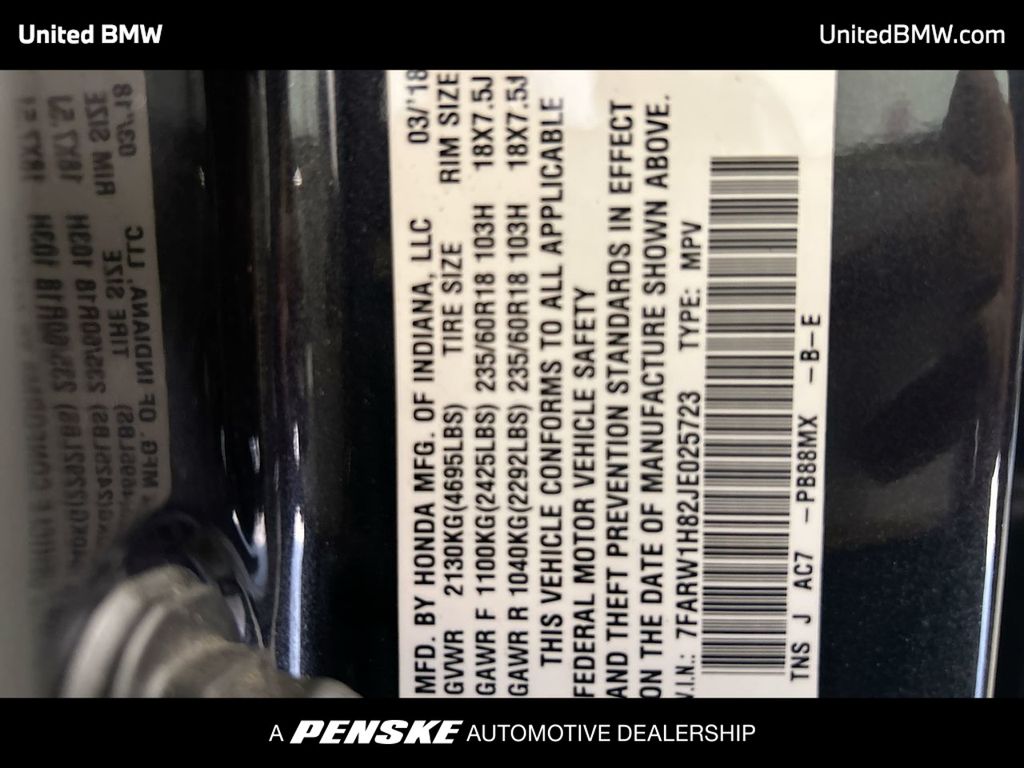 United BMW
UnitedBMW.com
MFD. BY HONDA MFG. OF INDIANA, LLC 03/'18
GVWR 2130KG(4695LBS) TIRE SIZE RIM SIZE
GAWR F 1100KG(2425LBS) 235/60R18 103H 18X7.5J
GAWR R 1040KG(2292LBS) 235/60R18 103H 18X7.5J
THIS VEHICLE CONFORMS TO ALL APPLICABLE
FEDERAL MOTOR VEHICLE SAFETY
AND THEFT PREVENTION STANDARDS IN EFFECT
ON THE DATE OF MANUFACTURE SHOWN ABOVE.
V.I.N.: 7FARW1H82JE025723 TYPE: MPV
TNS J AC7 -PB88MX -B-E
A PENSKE AUTOMOTIVE DEALERSHIP